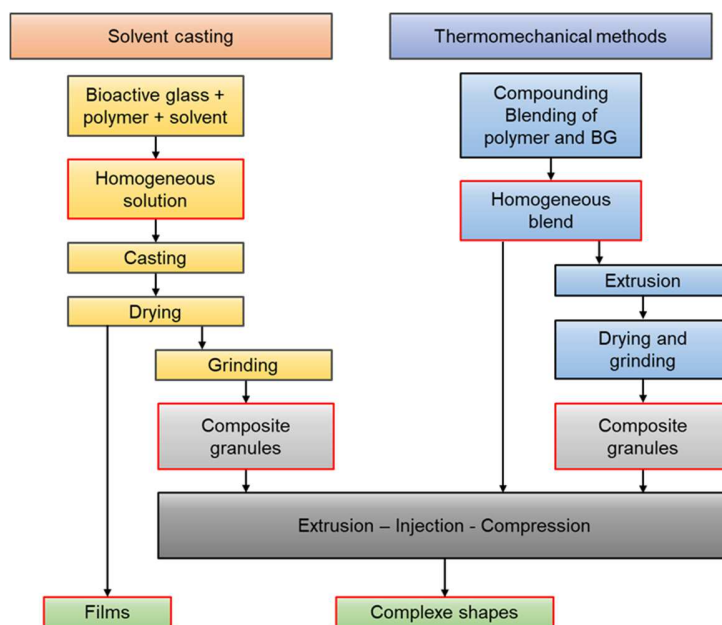 Solvent casting
Thermomechanical methods
Bioactive glass +
polymer + solvent
Compounding
Blending of
polymer and BG
Homogeneous
solution
Homogeneous
blend
Casting
Extrusion
Drying
Drying and
grinding
Grinding
Composite
granules
Composite
granules
Extrusion – Injection - Compression
Films
Complexe shapes